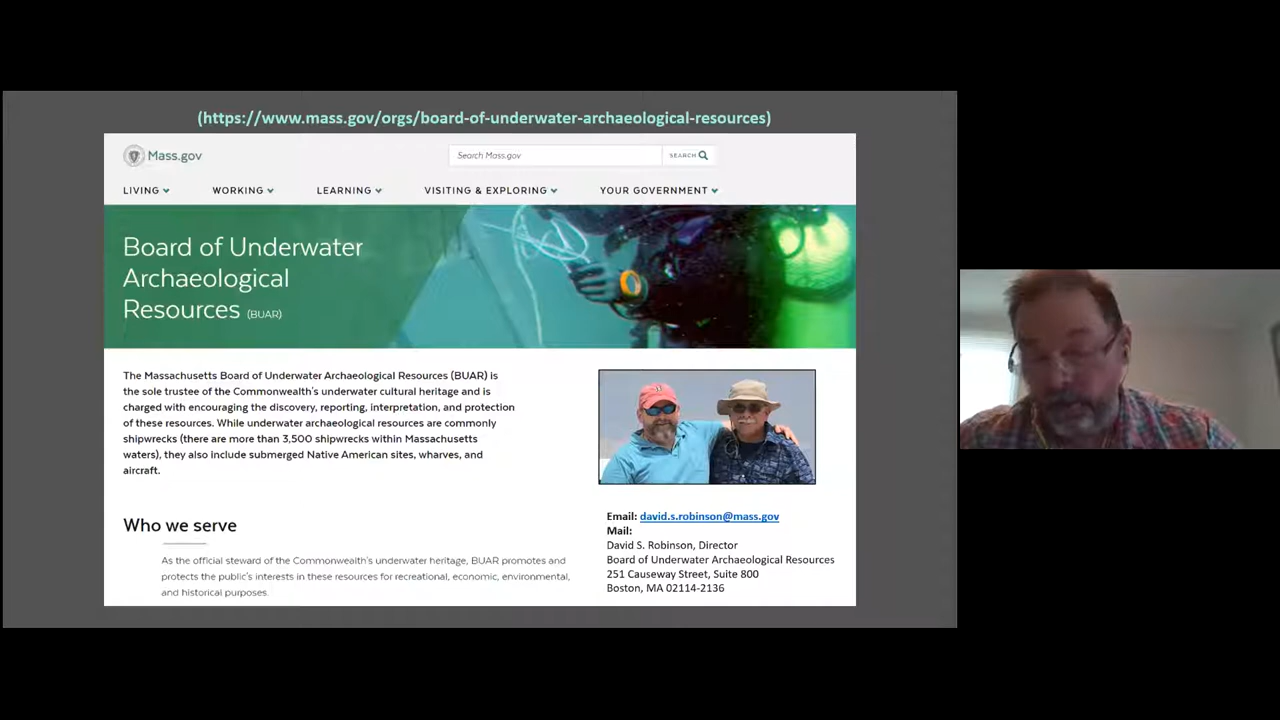 (https://www.mass.gov/orgs/board-of-underwater-archaeological-resources)
Mass.gov
Search Mass.gov
SEARCH
LIVING
WORKING
LEARNING
VISITING & EXPLORING
YOUR GOVERNMENT
Board of Underwater
Archaeological
Resources (BUAR)
The Massachusetts Board of Underwater Archaeological Resources (BUAR) is
the sole trustee of the Commonwealth's underwater cultural heritage and is
charged with encouraging the discovery, reporting, interpretation, and protection
of these resources. While underwater archaeological resources are commonly
shipwrecks (there are more than 3,500 shipwrecks within Massachusetts
waters), they also include submerged Native American sites, wharves, and
aircraft.
Who we serve
As the official steward of the Commonwealth's underwater heritage, BUAR promotes and
protects the public's interests in these resources for recreational, economic, environmental,
and historical purposes.
Email: david.s.robinson@mass.gov
Mail:
David S. Robinson, Director
Board of Underwater Archaeological Resources
251 Causeway Street, Suite 800
Boston, MA 02114-2136